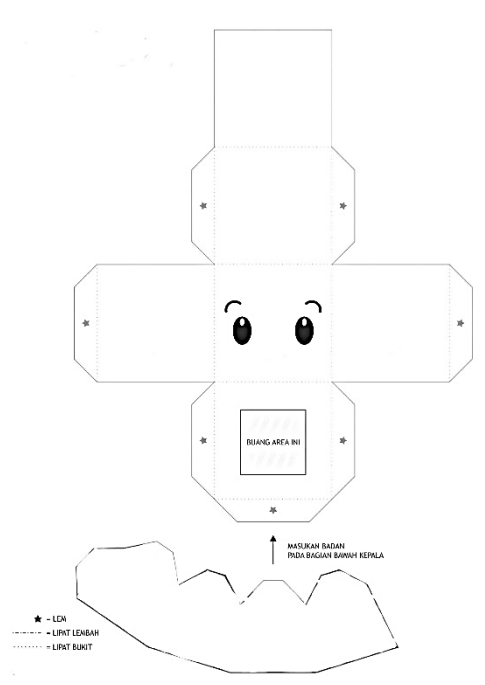 BUANG AREA INI
MASUKAN BADAN
PADA BAGIAN BAWAH KEPALA
= LEM
= LIPAT LEMBAH
= LIPAT BUKIT